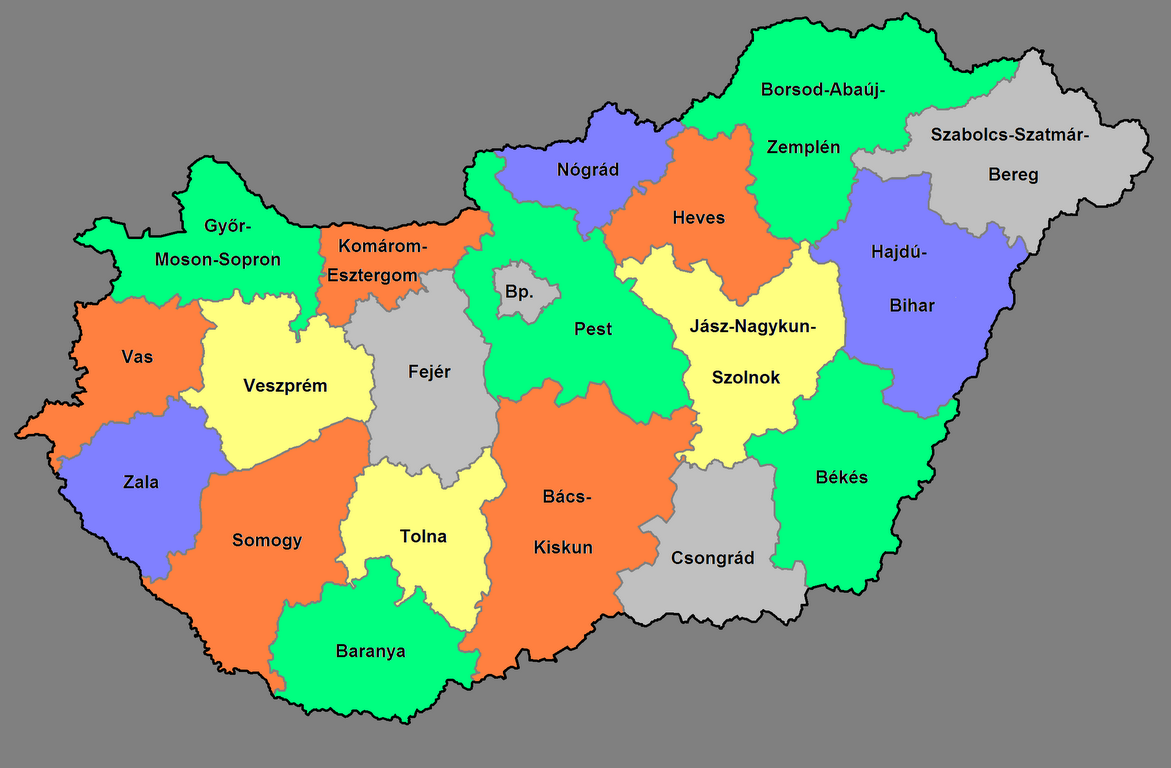 Borsod-Abaúj-
Zemplén
Szabolcs-Szatmár-
Bereg
Nógrád
Heves
Győr-
Moson-Sopron
Komárom-
Esztergom
Hajdú-
Bihar
Bp.
Pest
Jász-Nagykun-
Szolnok
Vas
Veszprém
Fejér
Zala
Somogy
Tolna
Bács-
Kiskun
Békés
Csongrád
Baranya